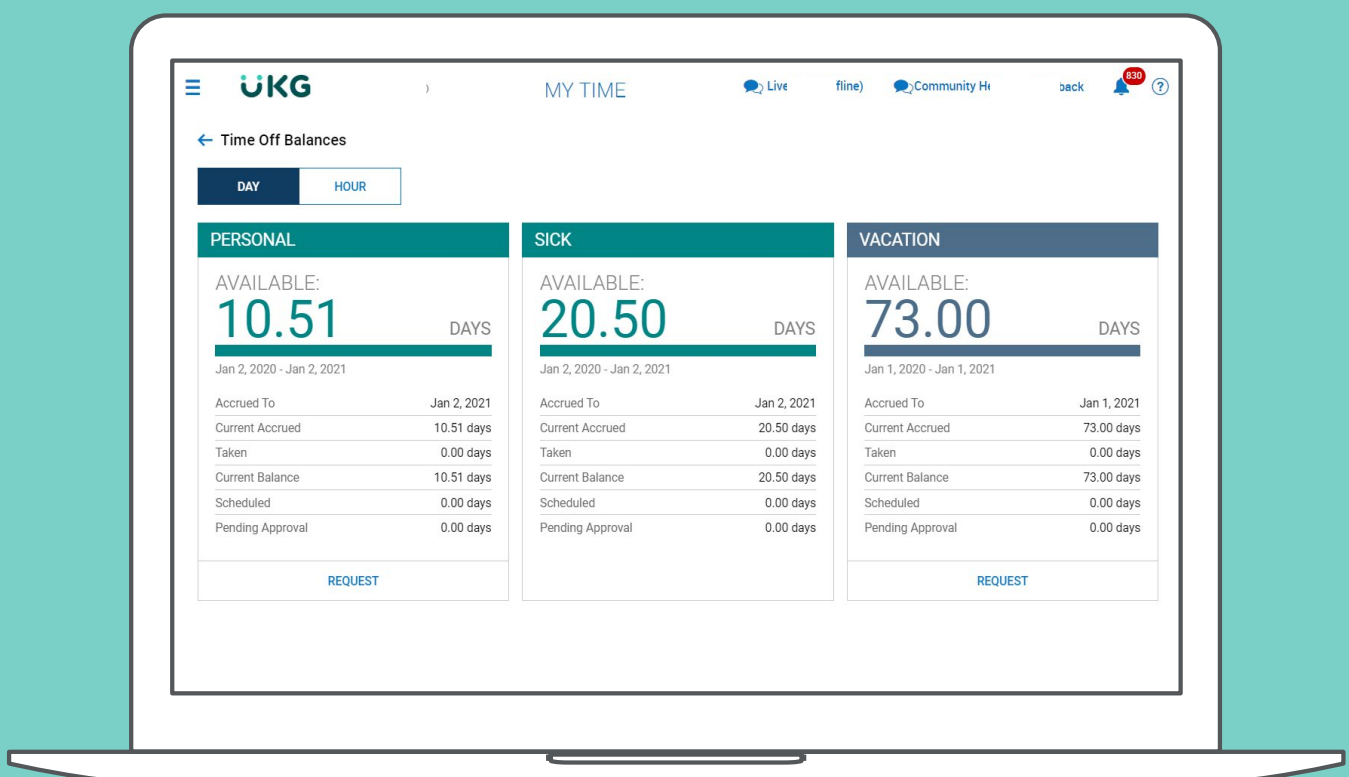 UKG
)
MY TIME
Live
fline)
Community He
back
830
?
Time Off Balances
DAY
HOUR
PERSONAL
AVAILABLE:
10.51 DAYS
Jan 2, 2020 - Jan 2, 2021
Accrued To Jan 2, 2021
Current Accrued 10.51 days
Taken 0.00 days
Current Balance 10.51 days
Scheduled 0.00 days
Pending Approval 0.00 days
REQUEST
SICK
AVAILABLE:
20.50 DAYS
Jan 2, 2020 - Jan 2, 2021
Accrued To Jan 2, 2021
Current Accrued 20.50 days
Taken 0.00 days
Current Balance 20.50 days
Scheduled 0.00 days
Pending Approval 0.00 days
VACATION
AVAILABLE:
73.00 DAYS
Jan 1, 2020 - Jan 1, 2021
Accrued To Jan 1, 2021
Current Accrued 73.00 days
Taken 0.00 days
Current Balance 73.00 days
Scheduled 0.00 days
Pending Approval 0.00 days
REQUEST